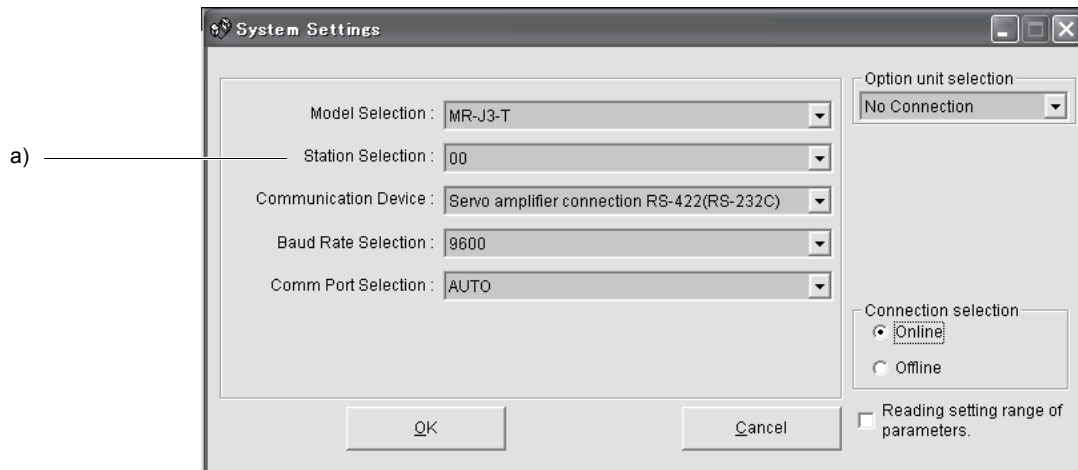 System Settings
Option unit selection
No Connection
Model Selection : MR-J3-T
a)
Station Selection : 00
Communication Device : Servo amplifier connection RS-422(RS-232C)
Baud Rate Selection : 9600
Comm Port Selection : AUTO
Connection selection
Online
Offline
Reading setting range of
parameters.
OK
Cancel